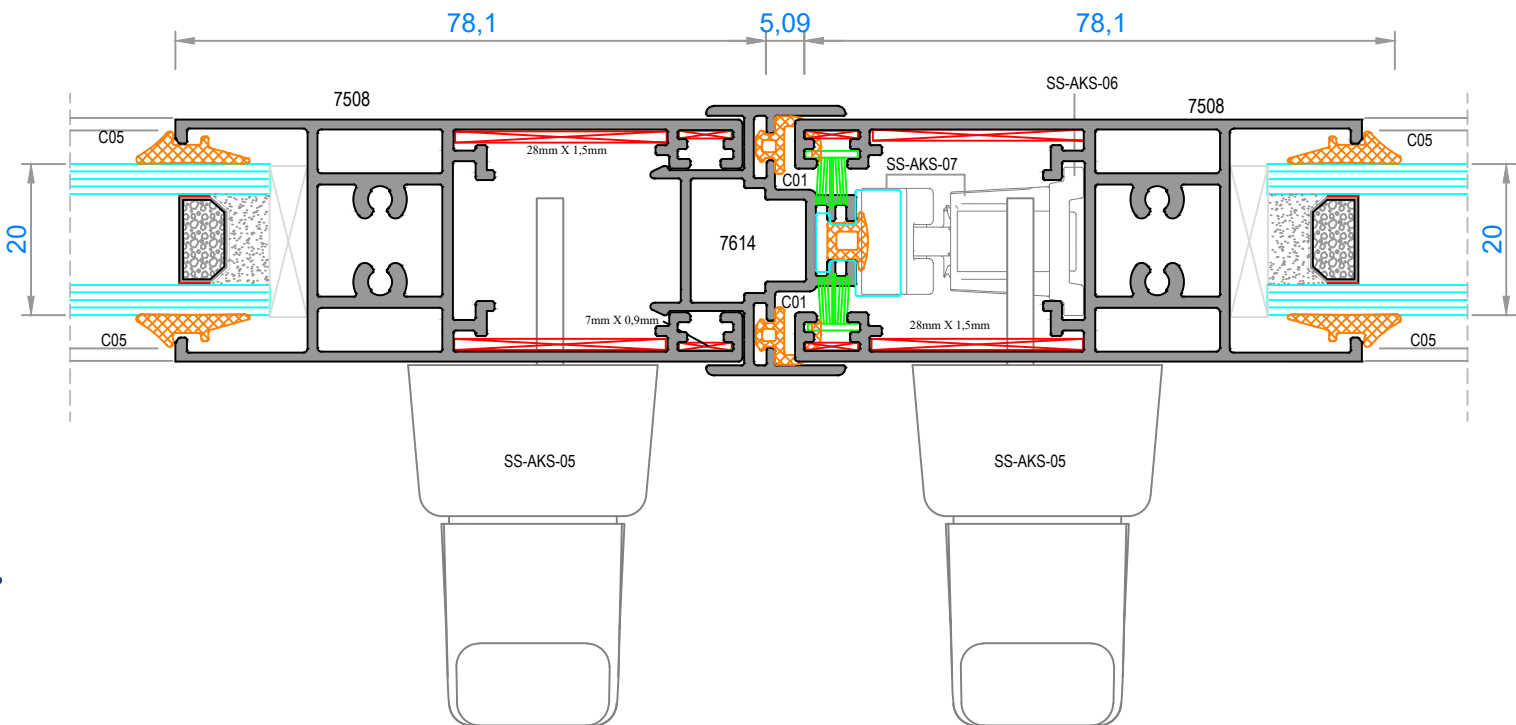 78,1
5,09
78,1
SS-AKS-06
7508
7508
C05
C05
28mm X 1,5mm
SS-AKS-07
C01
20
7614
20
C01
7mm X 0,9mm
28mm X 1,5mm
C05
C05
SS-AKS-05
SS-AKS-05